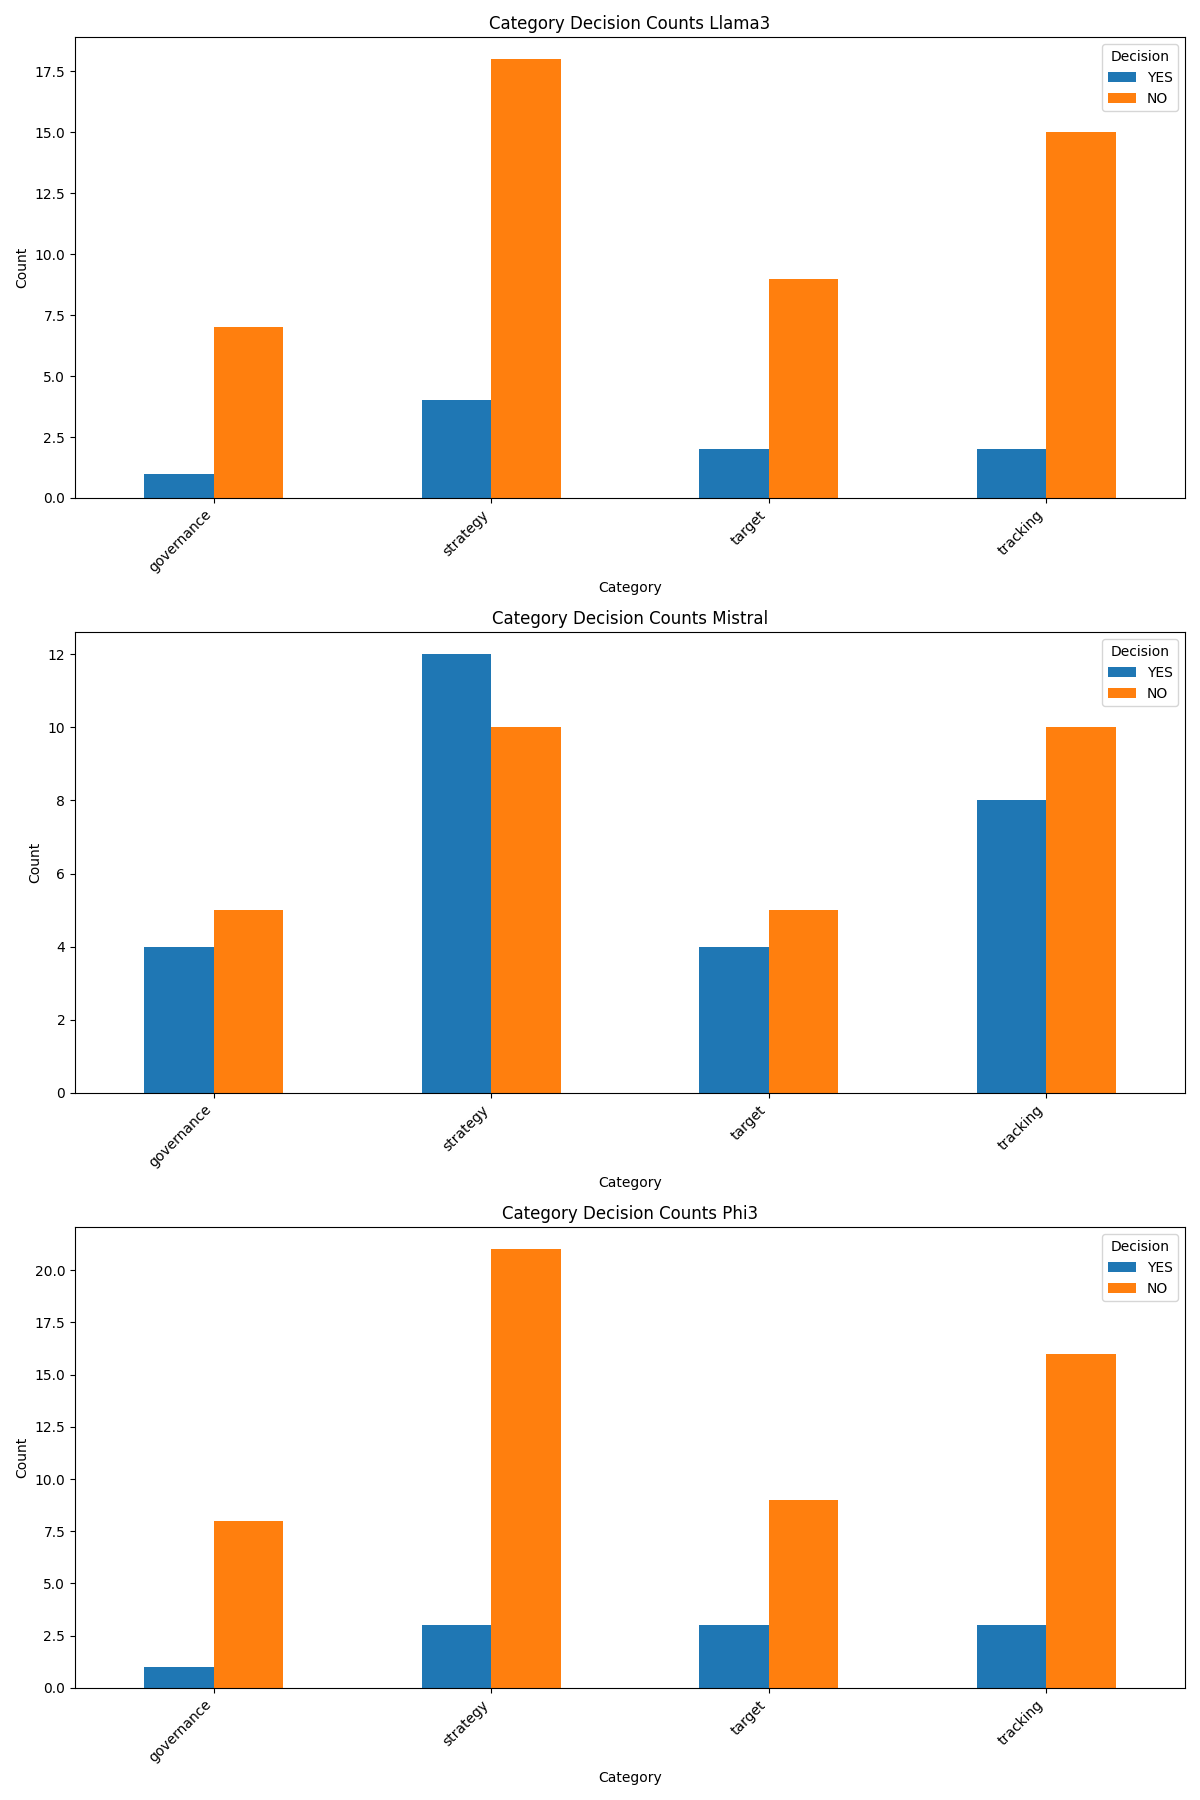 Category Decision Counts Llama3
Decision
YES
NO
17.5
15.0
12.5
10.0
7.5
5.0
2.5
0.0
Count
governance
strategy
target
tracking
Category
Category Decision Counts Mistral
Decision
YES
NO
12
10
8
6
4
2
0
Count
governance
strategy
target
tracking
Category
Category Decision Counts Phi3
Decision
YES
NO
20.0
17.5
15.0
12.5
10.0
7.5
5.0
2.5
0.0
Count
governance
strategy
target
tracking
Category